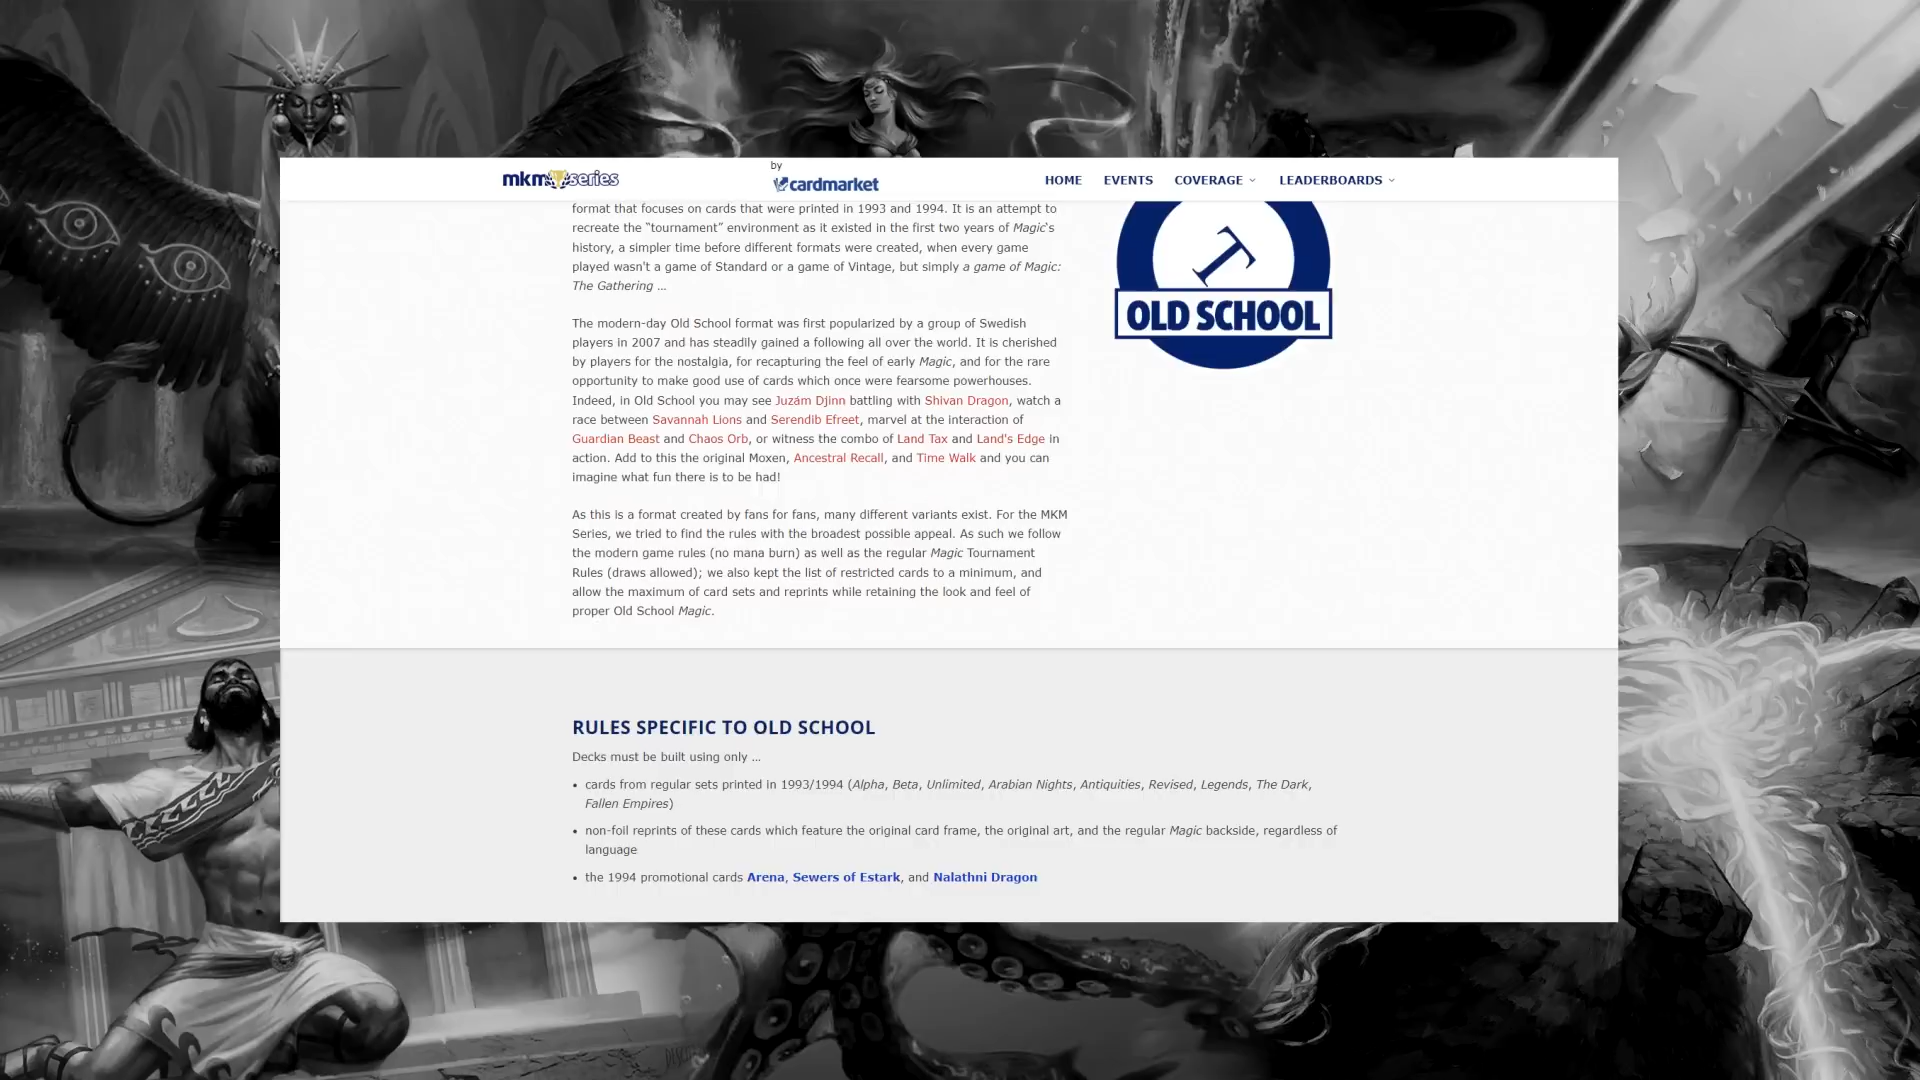 by
mkm series
cardmarket
HOME EVENTS COVERAGE LEADERBOARDS
format that focuses on cards that were printed in 1993 and 1994. It is an attempt to
recreate the “tournament” environment as it existed in the first two years of Magic's
history, a simpler time before different formats were created, when every game
played wasn't a game of Standard or a game of Vintage, but simply a game of Magic:
The Gathering …
T
OLD SCHOOL
The modern-day Old School format was first popularized by a group of Swedish
players in 2007 and has steadily gained a following all over the world. It is cherished
by players for the nostalgia, for recapturing the feel of early Magic, and for the rare
opportunity to make good use of cards which once were fearsome powerhouses.
Indeed, in Old School you may see Juzám Djinn battling with Shivan Dragon, watch a
race between Savannah Lions and Serendib Efreet, marvel at the interaction of
Guardian Beast and Chaos Orb, or witness the combo of Land Tax and Land's Edge in
action. Add to this the original Moxen, Ancestral Recall, and Time Walk and you can
imagine what fun there is to be had!
As this is a format created by fans for fans, many different variants exist. For the MKM
Series, we tried to find the rules with the broadest possible appeal. As such we follow
the modern game rules (no mana burn) as well as the regular Magic Tournament
Rules (draws allowed); we also kept the list of restricted cards to a minimum, and
allow the maximum of card sets and reprints while retaining the look and feel of
proper Old School Magic.
RULES SPECIFIC TO OLD SCHOOL
Decks must be built using only …
• cards from regular sets printed in 1993/1994 (Alpha, Beta, Unlimited, Arabian Nights, Antiquities, Revised, Legends, The Dark,
Fallen Empires)
• non-foil reprints of these cards which feature the original card frame, the original art, and the regular Magic backside, regardless of
language
• the 1994 promotional cards Arena, Sewers of Estark, and Nalathni Dragon